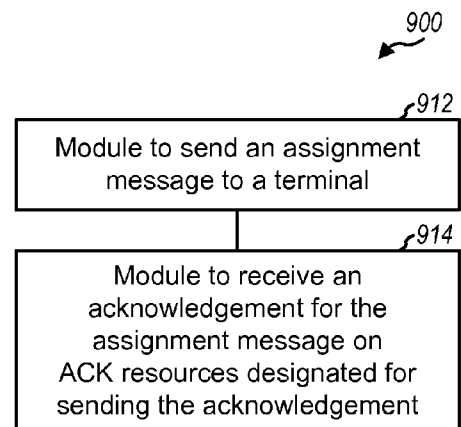 900
912
Module to send an assignment
message to a terminal
914
Module to receive an
acknowledgement for the
assignment message on
ACK resources designated for
sending the acknowledgement